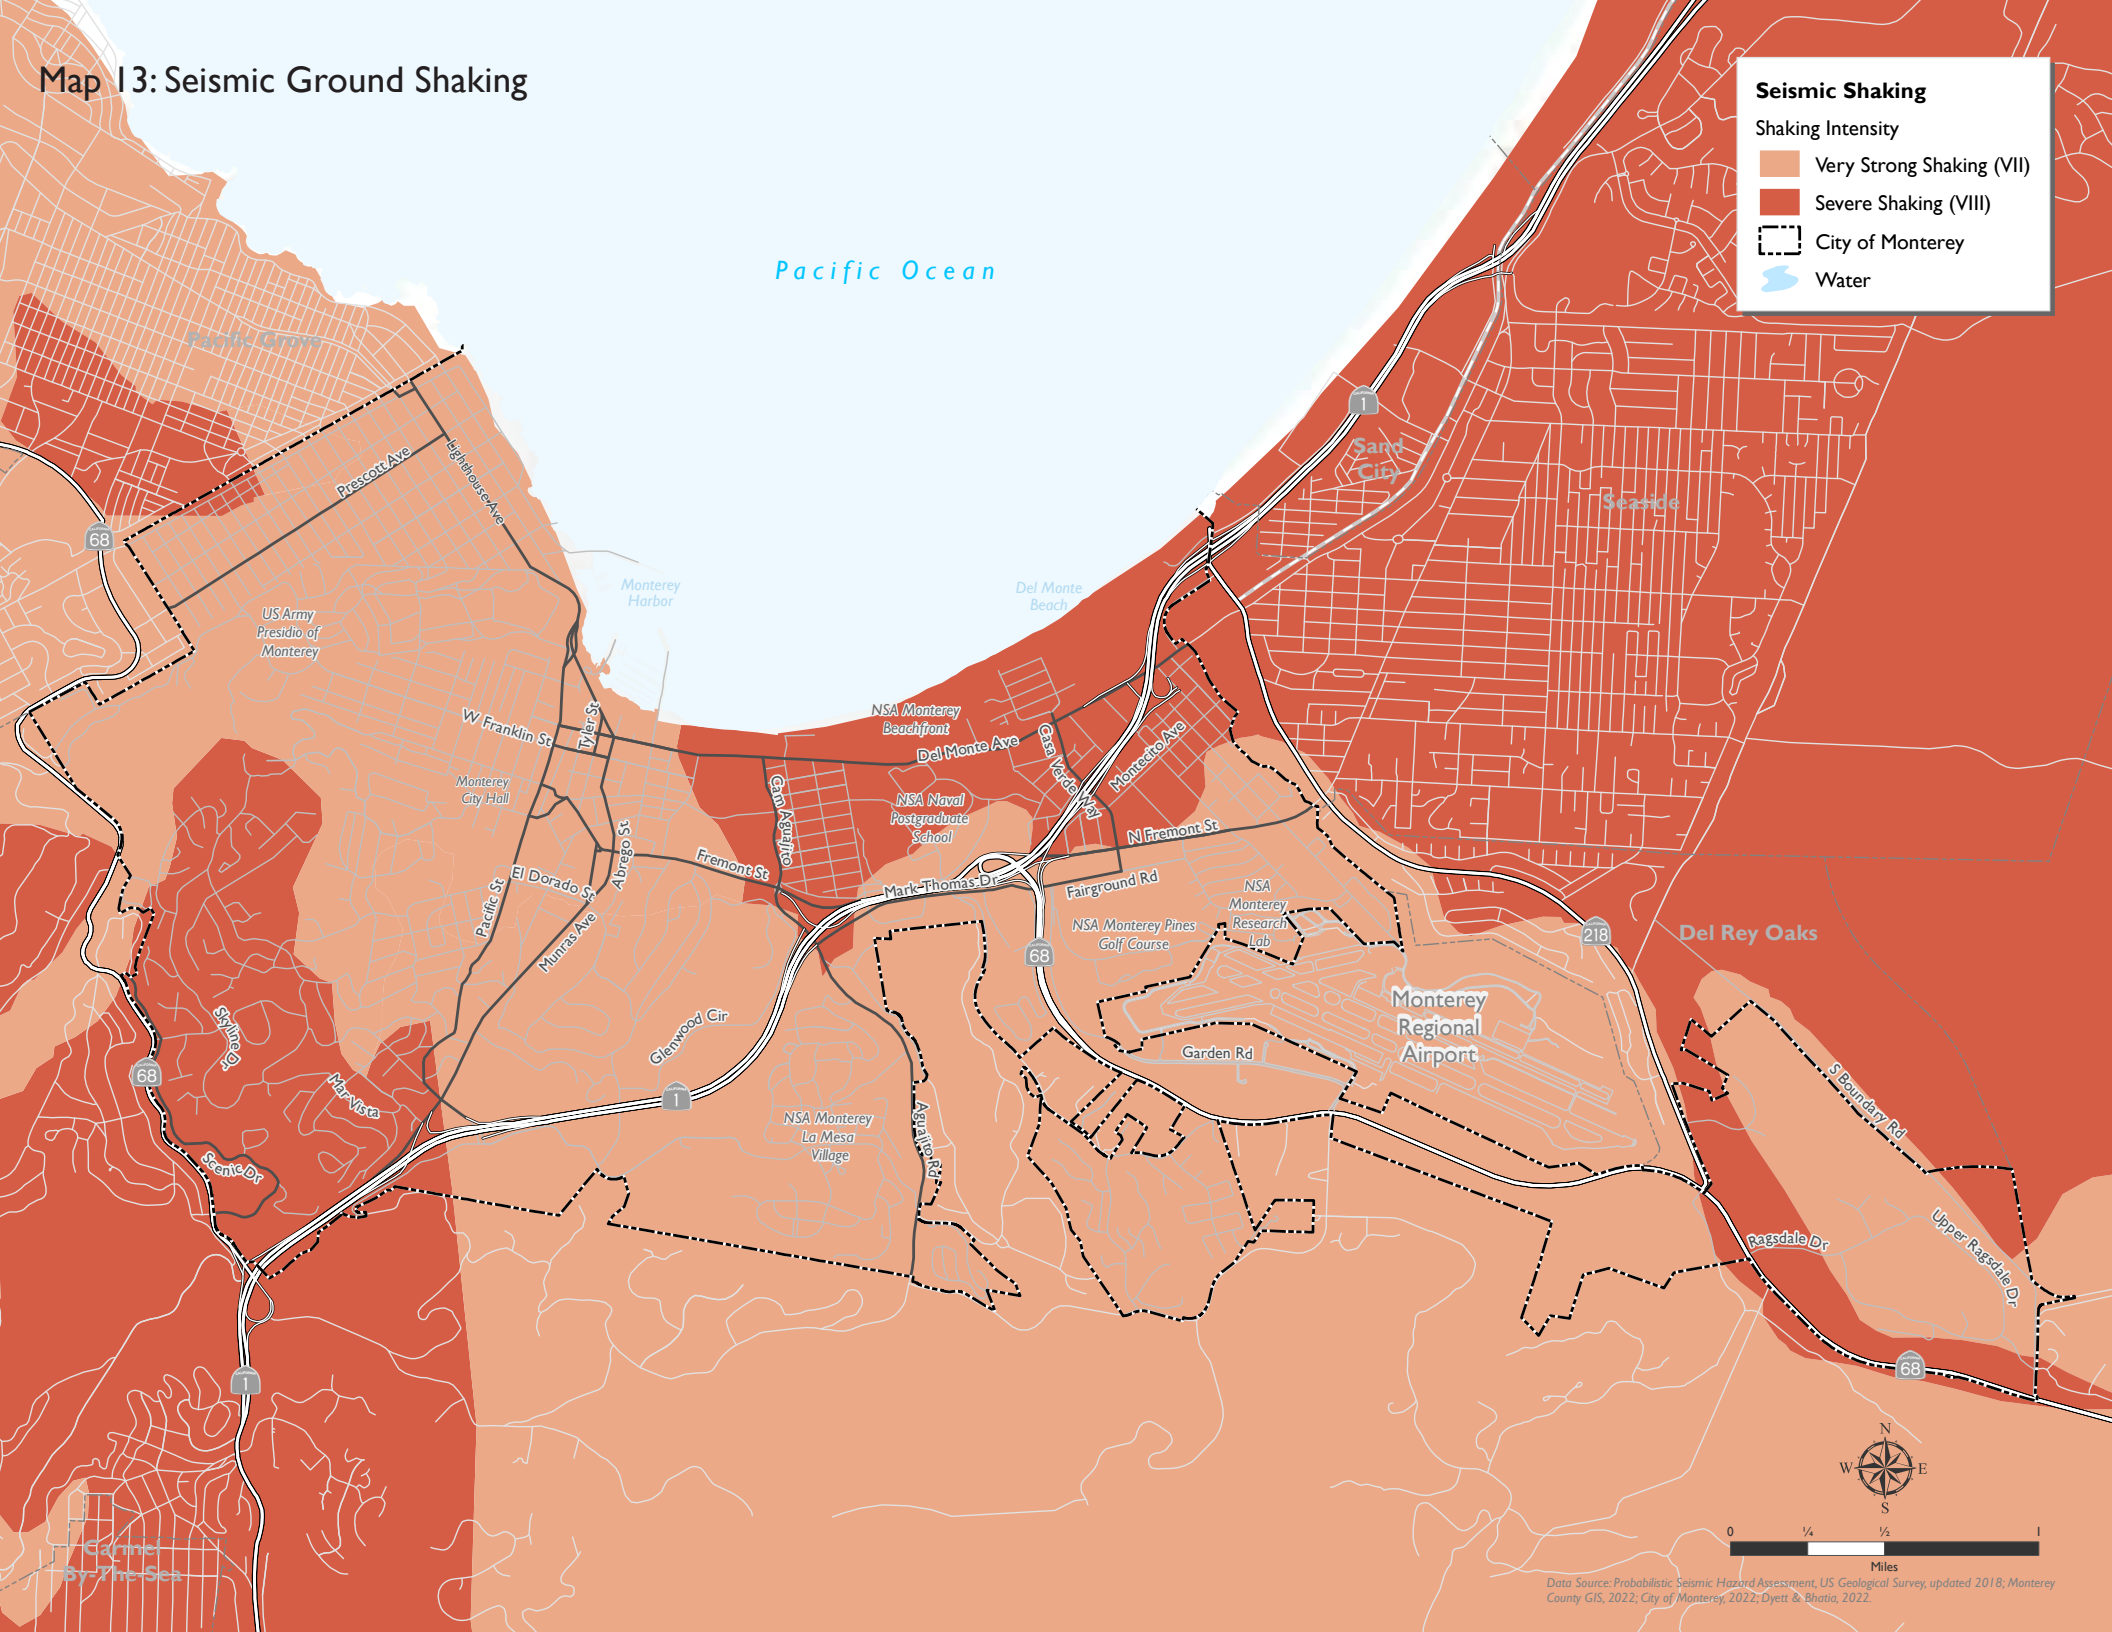 Map 13: Seismic Ground Shaking
Seismic Shaking
Shaking Intensity
Very Strong Shaking (VII)
Severe Shaking (VIII)
City of Monterey
Water
Pacific Ocean
Pacific Grove
1
Sand
City
Seaside
Prescott Ave
Lighthouse Ave
68
US Army
Presidio of
Monterey
Monterey
Harbor
Del Monte
Beach
W Franklin St
Tyler St
NSA Monterey
Beachfront
Del Monte Ave
Casa Verde Way
Montecito Ave
Monterey
City Hall
Cam Aguajito
NSA Naval
Postgraduate
School
N Fremont St
Fremont St
Abrego St
El Dorado St
Mark Thomas Dr
Fairground Rd
Pacific St
Munras Ave
NSA
Monterey
Research
Lab
NSA Monterey Pines
Golf Course
68
218
Del Rey Oaks
Monterey
Regional
Airport
Skyline Dr
Glenwood Cir
Garden Rd
68
Mar Vista
1
S Boundary Rd
NSA Monterey
La Mesa
Village
Aguajito Rd
Scenic Dr
Ragsdale Dr
Upper Ragsdale Dr
1
68
Carmel
By-The-Sea
N
W
E
S
0 ¼ ½ 1
Miles
Data Source: Probabilistic Seismic Hazard Assessment, US Geological Survey, updated 2018; Monterey
County GIS, 2022; City of Monterey, 2022; Dyett & Bhatia, 2022.